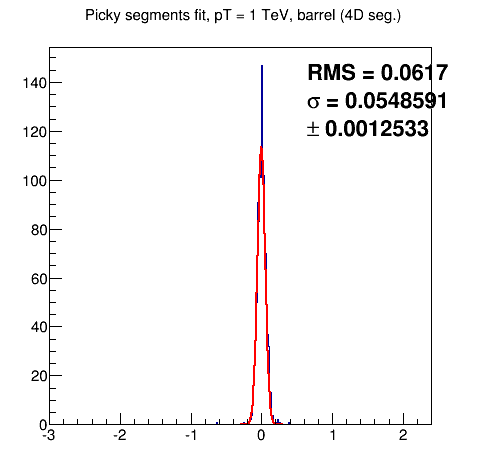 Picky segments fit, pT = 1 TeV, barrel (4D seg.)
RMS = 0.0617
σ = 0.0548591
± 0.0012533
140
120
100
80
60
40
20
0
-3 -2 -1 0 1 2